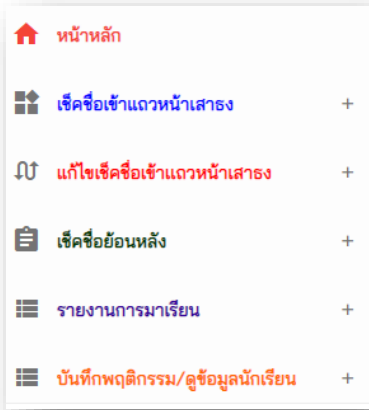 หน้าหลัก
เช็คชื่อเข้าแถวหน้าเสาธง +
แก้ไขเช็คชื่อเข้าแถวหน้าเสาธง +
เช็คชื่อย้อนหลัง +
รายงานการมาเรียน +
บันทึกพฤติกรรม/ดูข้อมูลนักเรียน +